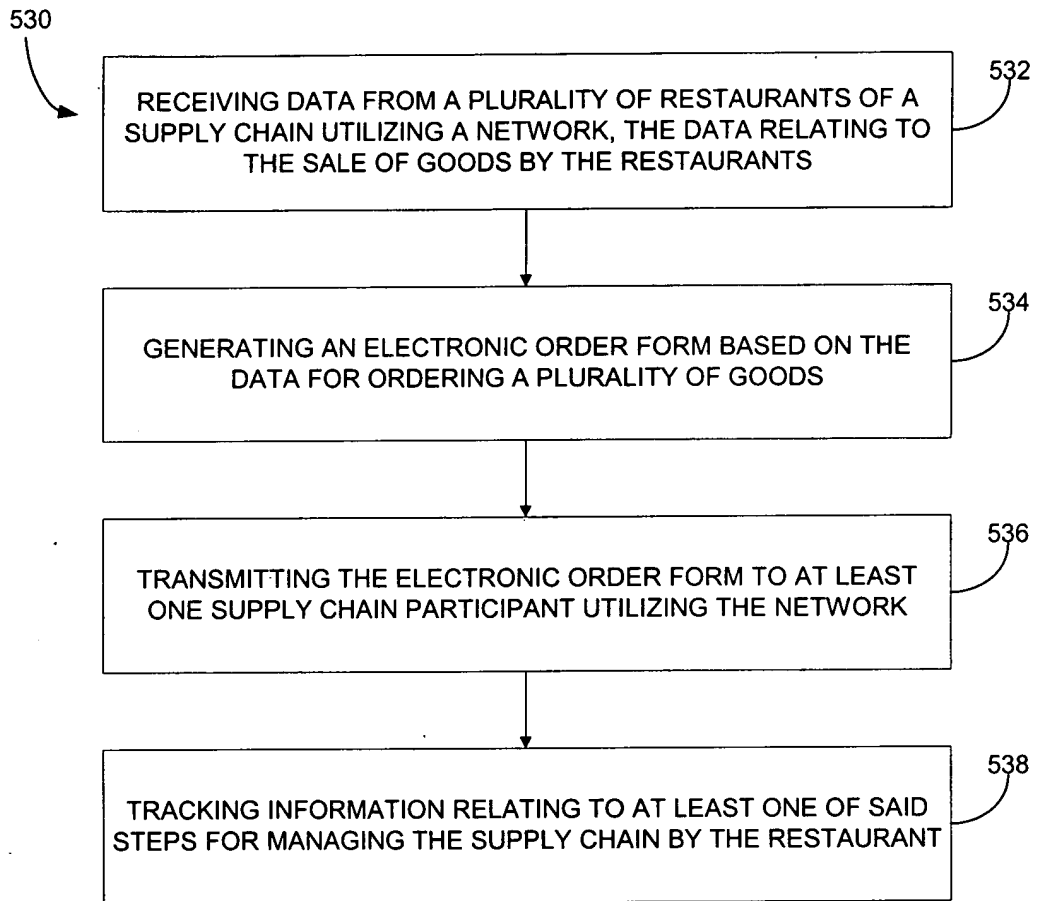 530
532
RECEIVING DATA FROM A PLURALITY OF RESTAURANTS OF A
SUPPLY CHAIN UTILIZING A NETWORK, THE DATA RELATING TO
THE SALE OF GOODS BY THE RESTAURANTS
534
GENERATING AN ELECTRONIC ORDER FORM BASED ON THE
DATA FOR ORDERING A PLURALITY OF GOODS
536
TRANSMITTING THE ELECTRONIC ORDER FORM TO AT LEAST
ONE SUPPLY CHAIN PARTICIPANT UTILIZING THE NETWORK
538
TRACKING INFORMATION RELATING TO AT LEAST ONE OF SAID
STEPS FOR MANAGING THE SUPPLY CHAIN BY THE RESTAURANT